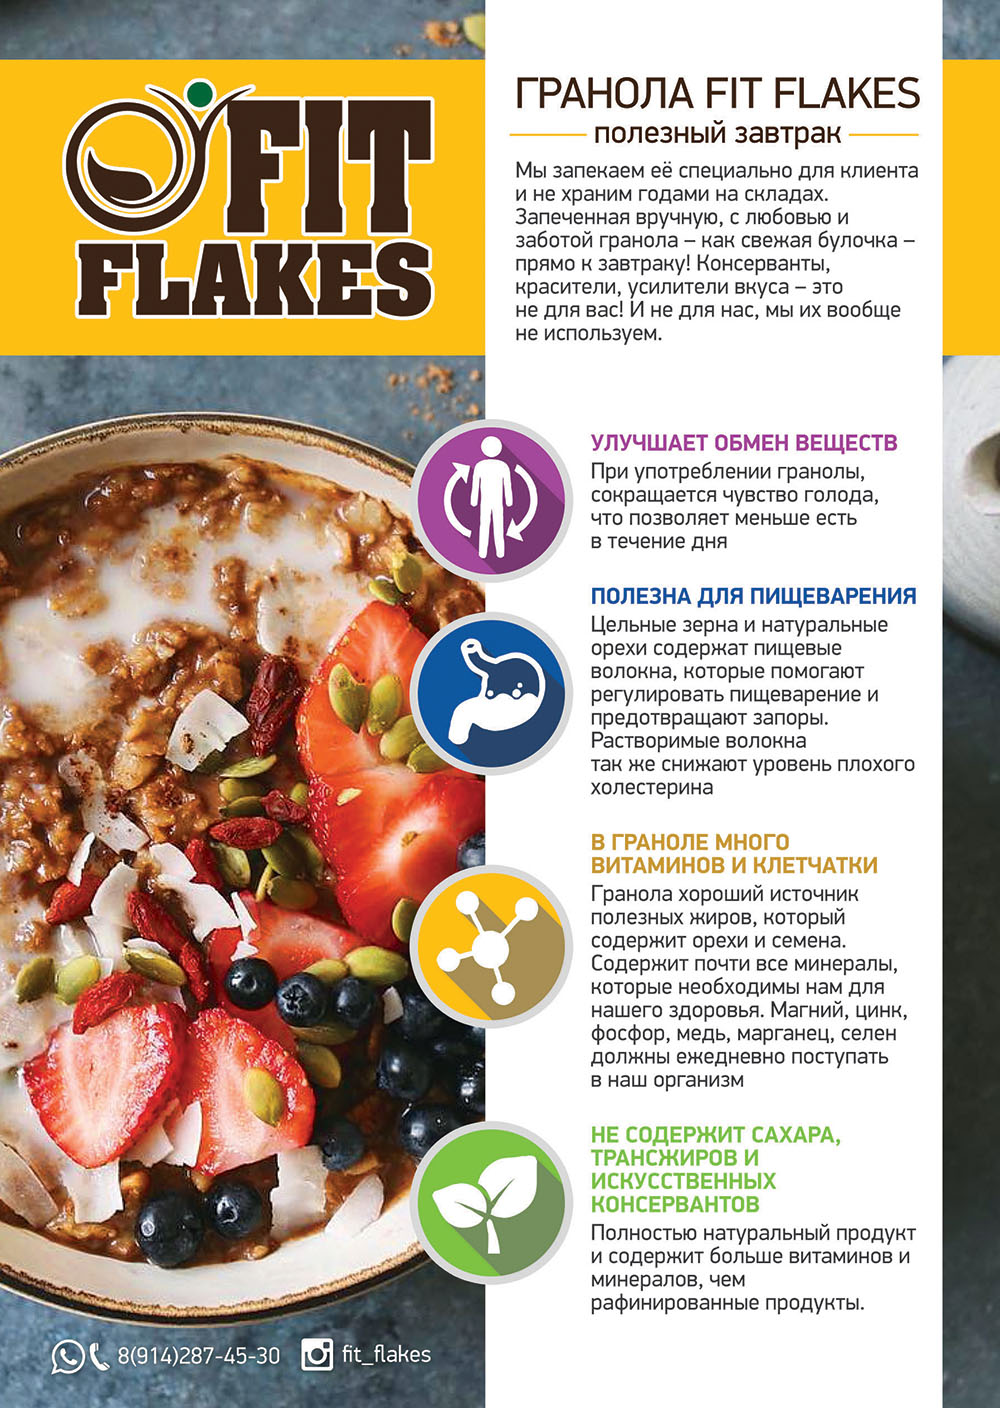 FIT
FLAKES
ГРАНОЛА FIT FLAKES
полезный завтрак
Мы запекаем её специально для клиента
и не храним годами на складах.
Запеченная вручную, с любовью и
заботой гранола – как свежая булочка –
прямо к завтраку! Консерванты,
красители, усилители вкуса – это
не для вас! И не для нас, мы их вообще
не используем.
УЛУЧШАЕТ ОБМЕН ВЕЩЕСТВ
При употреблении гранолы,
сокращается чувство голода,
что позволяет меньше есть
в течение дня
ПОЛЕЗНА ДЛЯ ПИЩЕВАРЕНИЯ
Цельные зерна и натуральные
орехи содержат пищевые
волокна, которые помогают
регулировать пищеварение и
предотвращают запоры.
Растворимые волокна
так же снижают уровень плохого
холестерина
В ГРАНОЛЕ МНОГО
ВИТАМИНОВ И КЛЕТЧАТКИ
Гранола хороший источник
полезных жиров, который
содержит орехи и семена.
Содержит почти все минералы,
которые необходимы нам для
нашего здоровья. Магний, цинк,
фосфор, медь, марганец, селен
должны ежедневно поступать
в наш организм
НЕ СОДЕРЖИТ САХАРА,
ТРАНСЖИРОВ И
ИСКУССТВЕННЫХ
КОНСЕРВАНТОВ
Полностью натуральный продукт
и содержит больше витаминов и
минералов, чем
рафинированные продукты.
8(914)287-45-30 fit_flakes